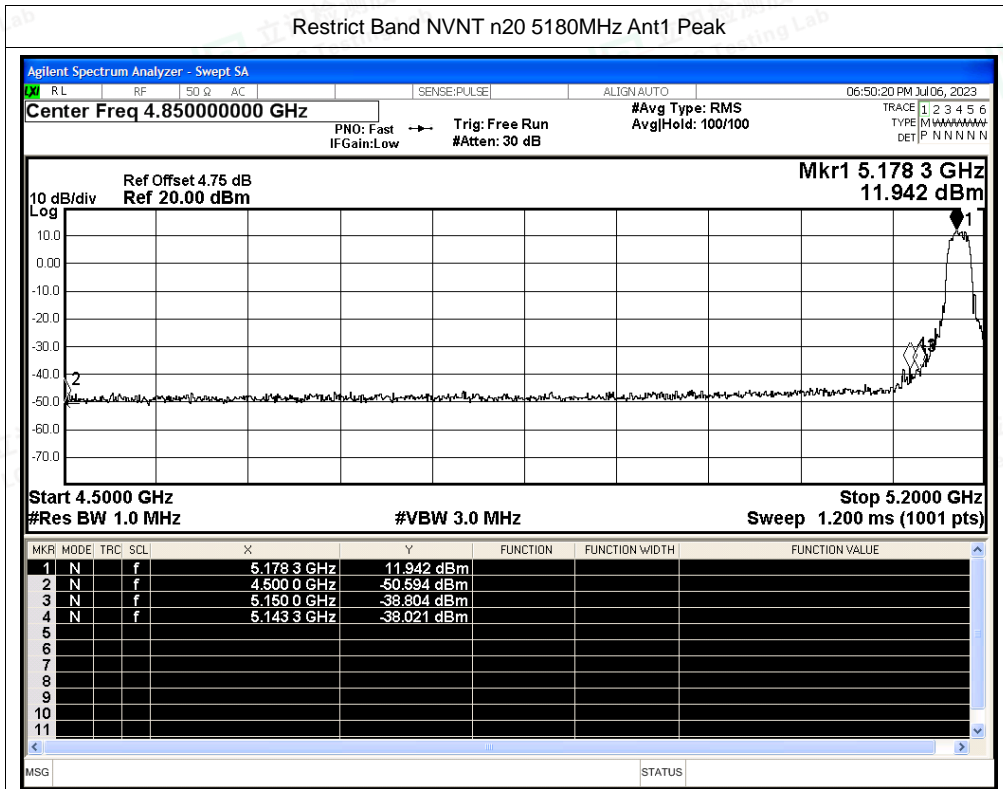 Restrict Band NVNT n20 5180MHz Ant1 Peak
Agilent Spectrum Analyzer - Swept SA
LXI RL RF 50 Ω AC SENSE:PULSE ALIGN AUTO 06:50:20 PM Jul 06, 2023
Center Freq 4.850000000 GHz #Avg Type: RMS TRACE 1 2 3 4 5 6
PNO: Fast Trig: Free Run Avg|Hold: 100/100 TYPE M WWWWW
IFGain:Low #Atten: 30 dB DET P N N N N N
Mkr1 5.178 3 GHz
Ref Offset 4.75 dB
10 dB/div Ref 20.00 dBm 11.942 dBm
Log
1
10.0
0.00
-10.0
-20.0
-30.0
4 3
-40.0
2
-50.0
-60.0
-70.0
Start 4.5000 GHz Stop 5.2000 GHz
#Res BW 1.0 MHz #VBW 3.0 MHz Sweep 1.200 ms (1001 pts)
MKR MODE TRC SCL X Y FUNCTION FUNCTION WIDTH FUNCTION VALUE
1 N f 5.178 3 GHz 11.942 dBm
2 N f 4.500 0 GHz -50.594 dBm
3 N f 5.150 0 GHz -38.804 dBm
4 N f 5.143 3 GHz -38.021 dBm
5
6
7
8
9
10
11
MSG STATUS